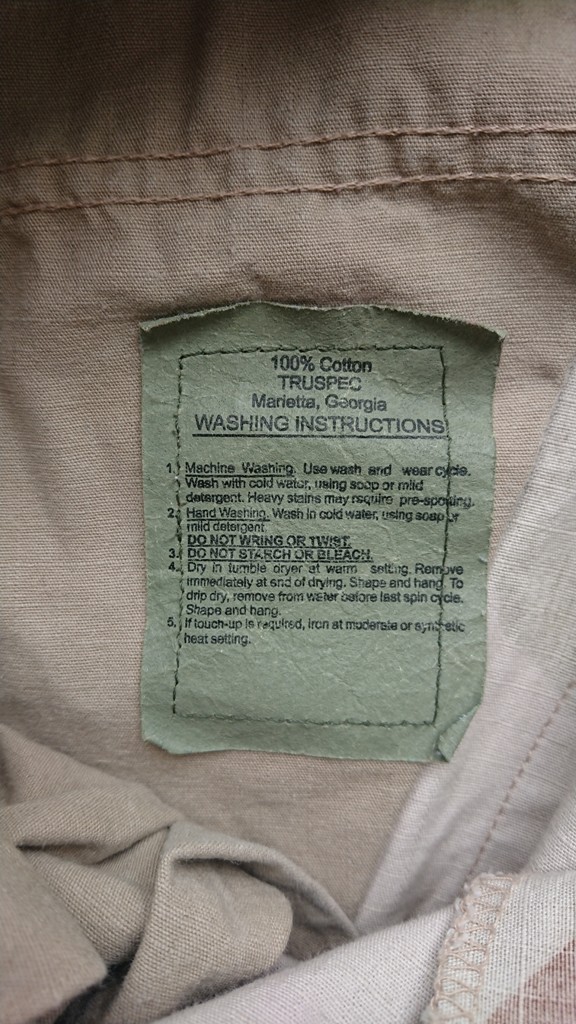 100% Cotton
TRUSPEC
Marietta, Georgia
WASHING INSTRUCTIONS
1. Machine Washing. Use wash and wear cycle.
Wash with cold water, using soap or mild
detergent. Heavy stains may require pre-spotting.
2. Hand Washing. Wash in cold water, using soap or
mild detergent.
DO NOT WRING OR TWIST.
3. DO NOT STARCH OR BLEACH.
4. Dry in tumble dryer at warm setting. Remove
immediately at end of drying. Shape and hang. To
drip dry, remove from water before last spin cycle.
Shape and hang.
5. If touch-up is required, iron at moderate or synthetic
heat setting.